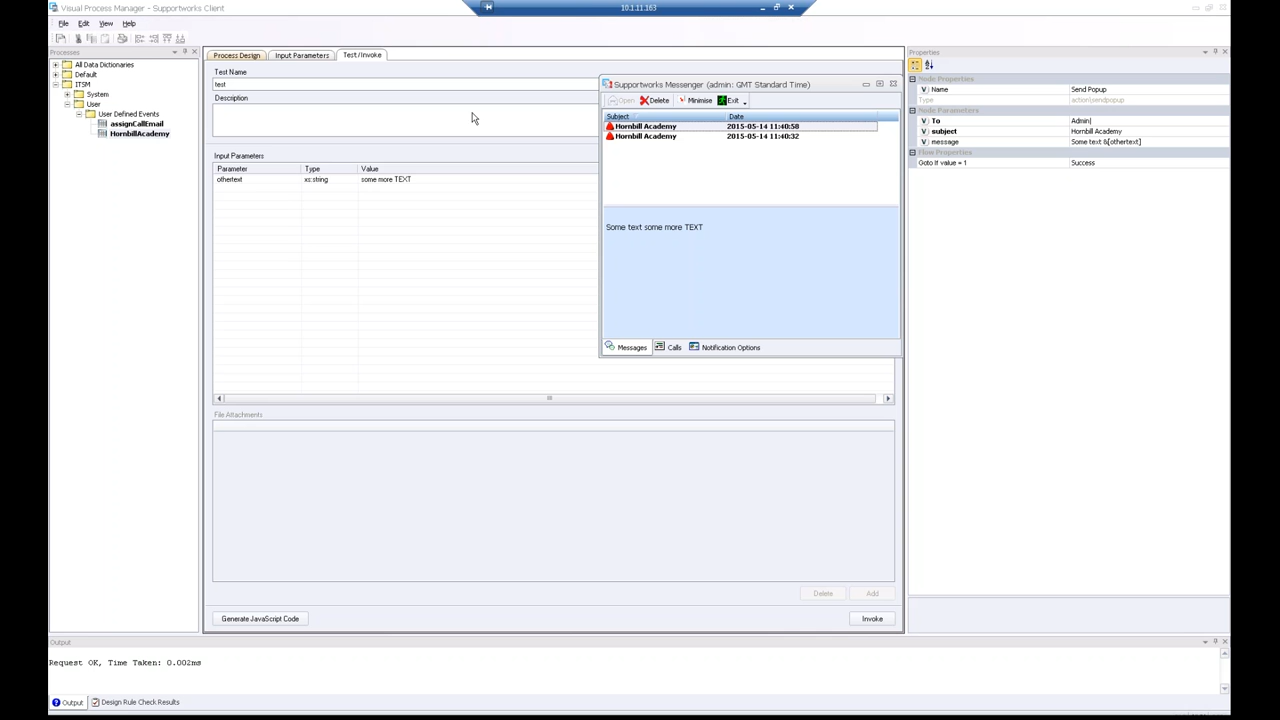 Visual Process Manager - Supportworks Client
10.1.11.163
File Edit View Help
Processes
All Data Dictionaries
Default
ITSM
System
User
User Defined Events
assignCallEmail
HornbillAcademy
Process Design Input Parameters Test/Invoke
Test Name
test
Description
Input Parameters
Parameter Type Value
othertext xs:string some more TEXT
File Attachments
Delete Add
Generate JavaScript Code Invoke
Supportworks Messenger (admin: GMT Standard Time)
Open Delete Minimise Exit
Subject Date
Hornbill Academy 2015-05-14 11:40:58
Hornbill Academy 2015-05-14 11:40:32
Some text some more TEXT
Messages Calls Notification Options
Properties
Node Properties
Name Send Popup
Type action\sendpopup
Node Parameters
To Admin
subject Hornbill Academy
message Some text &[othertext]
Flow Properties
Goto If value = 1 Success
Output
Request OK, Time Taken: 0.002ms
Output Design Rule Check Results